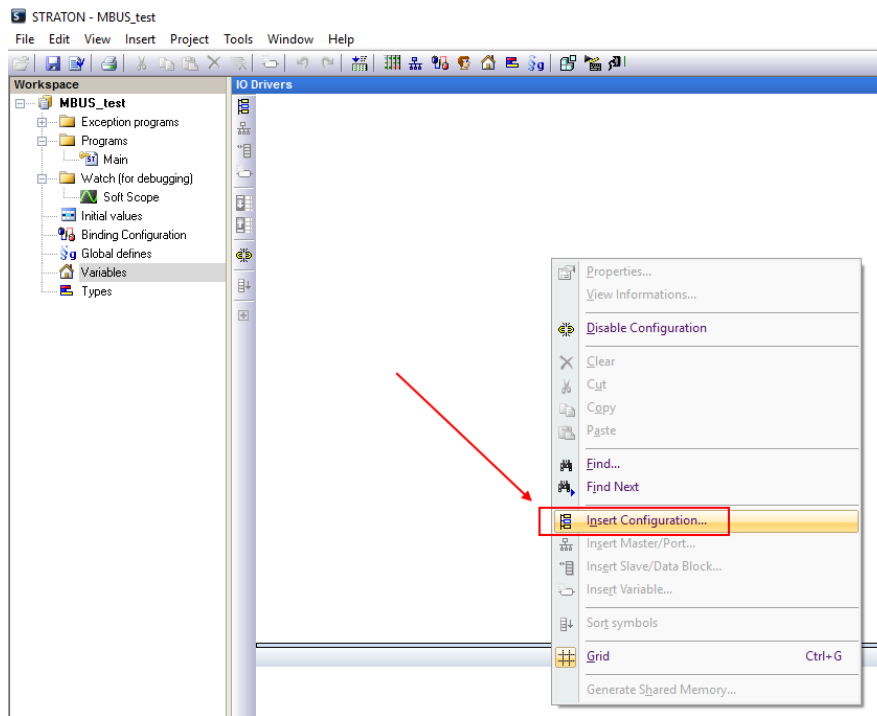 STRATON - MBUS_test
File Edit View Insert Project Tools Window Help
Workspace
IO Drivers
MBUS_test
Exception programs
Programs
Main
Watch (for debugging)
Soft Scope
Initial values
Binding Configuration
Global defines
Variables
Types
Properties...
View Informations...
Disable Configuration
Clear
Cut
Copy
Paste
Find...
Find Next
Insert Configuration...
Insert Master/Port...
Insert Slave/Data Block...
Insert Variable...
Sort symbols
Grid Ctrl+G
Generate Shared Memory...